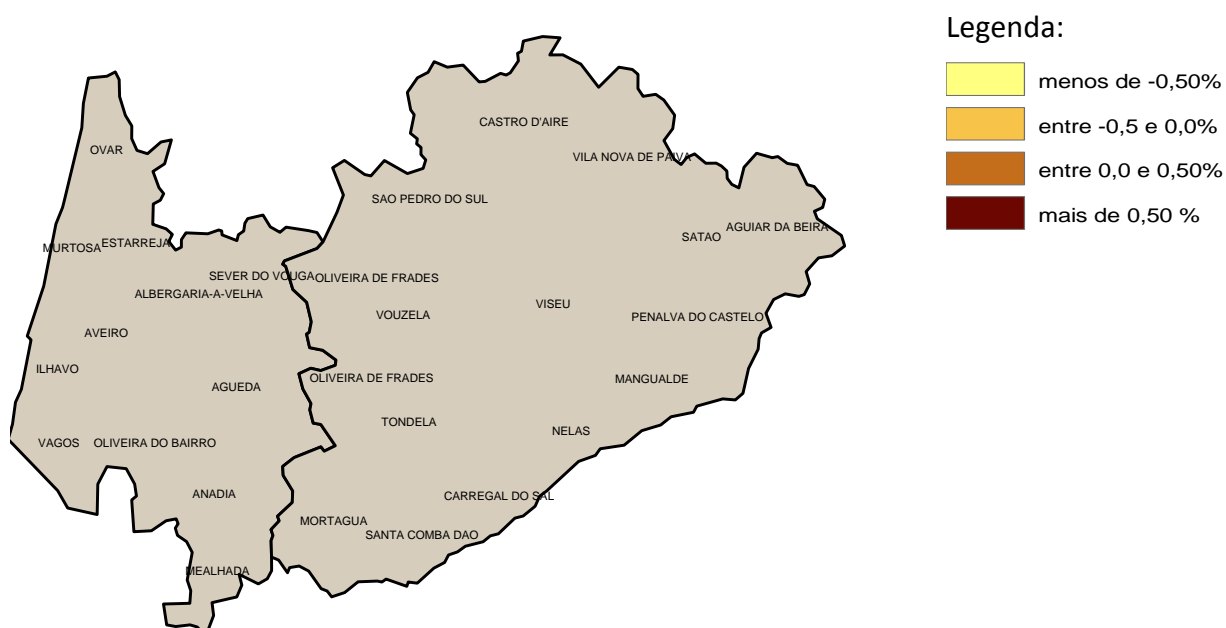 Legenda:
menos de -0,50%
entre -0,5 e 0,0%
entre 0,0 e 0,50%
mais de 0,50 %
CASTRO D'AIRE
OVAR
VILA NOVA DE PAIVA
SAO PEDRO DO SUL
AGUIAR DA BEIRA
SATAO
MURTOSA
ESTARREJA
SEVER DO VOUGA
OLIVEIRA DE FRADES
ALBERGARIA-A-VELHA
VISEU
VOUZELA
PENALVA DO CASTELO
AVEIRO
ILHAVO
OLIVEIRA DE FRADES
MANGUALDE
AGUEDA
TONDELA
NELAS
VAGOS
OLIVEIRA DO BAIRRO
ANADIA
CARREGAL DO SAL
MORTAGUA
SANTA COMBA DAO
MEALHADA